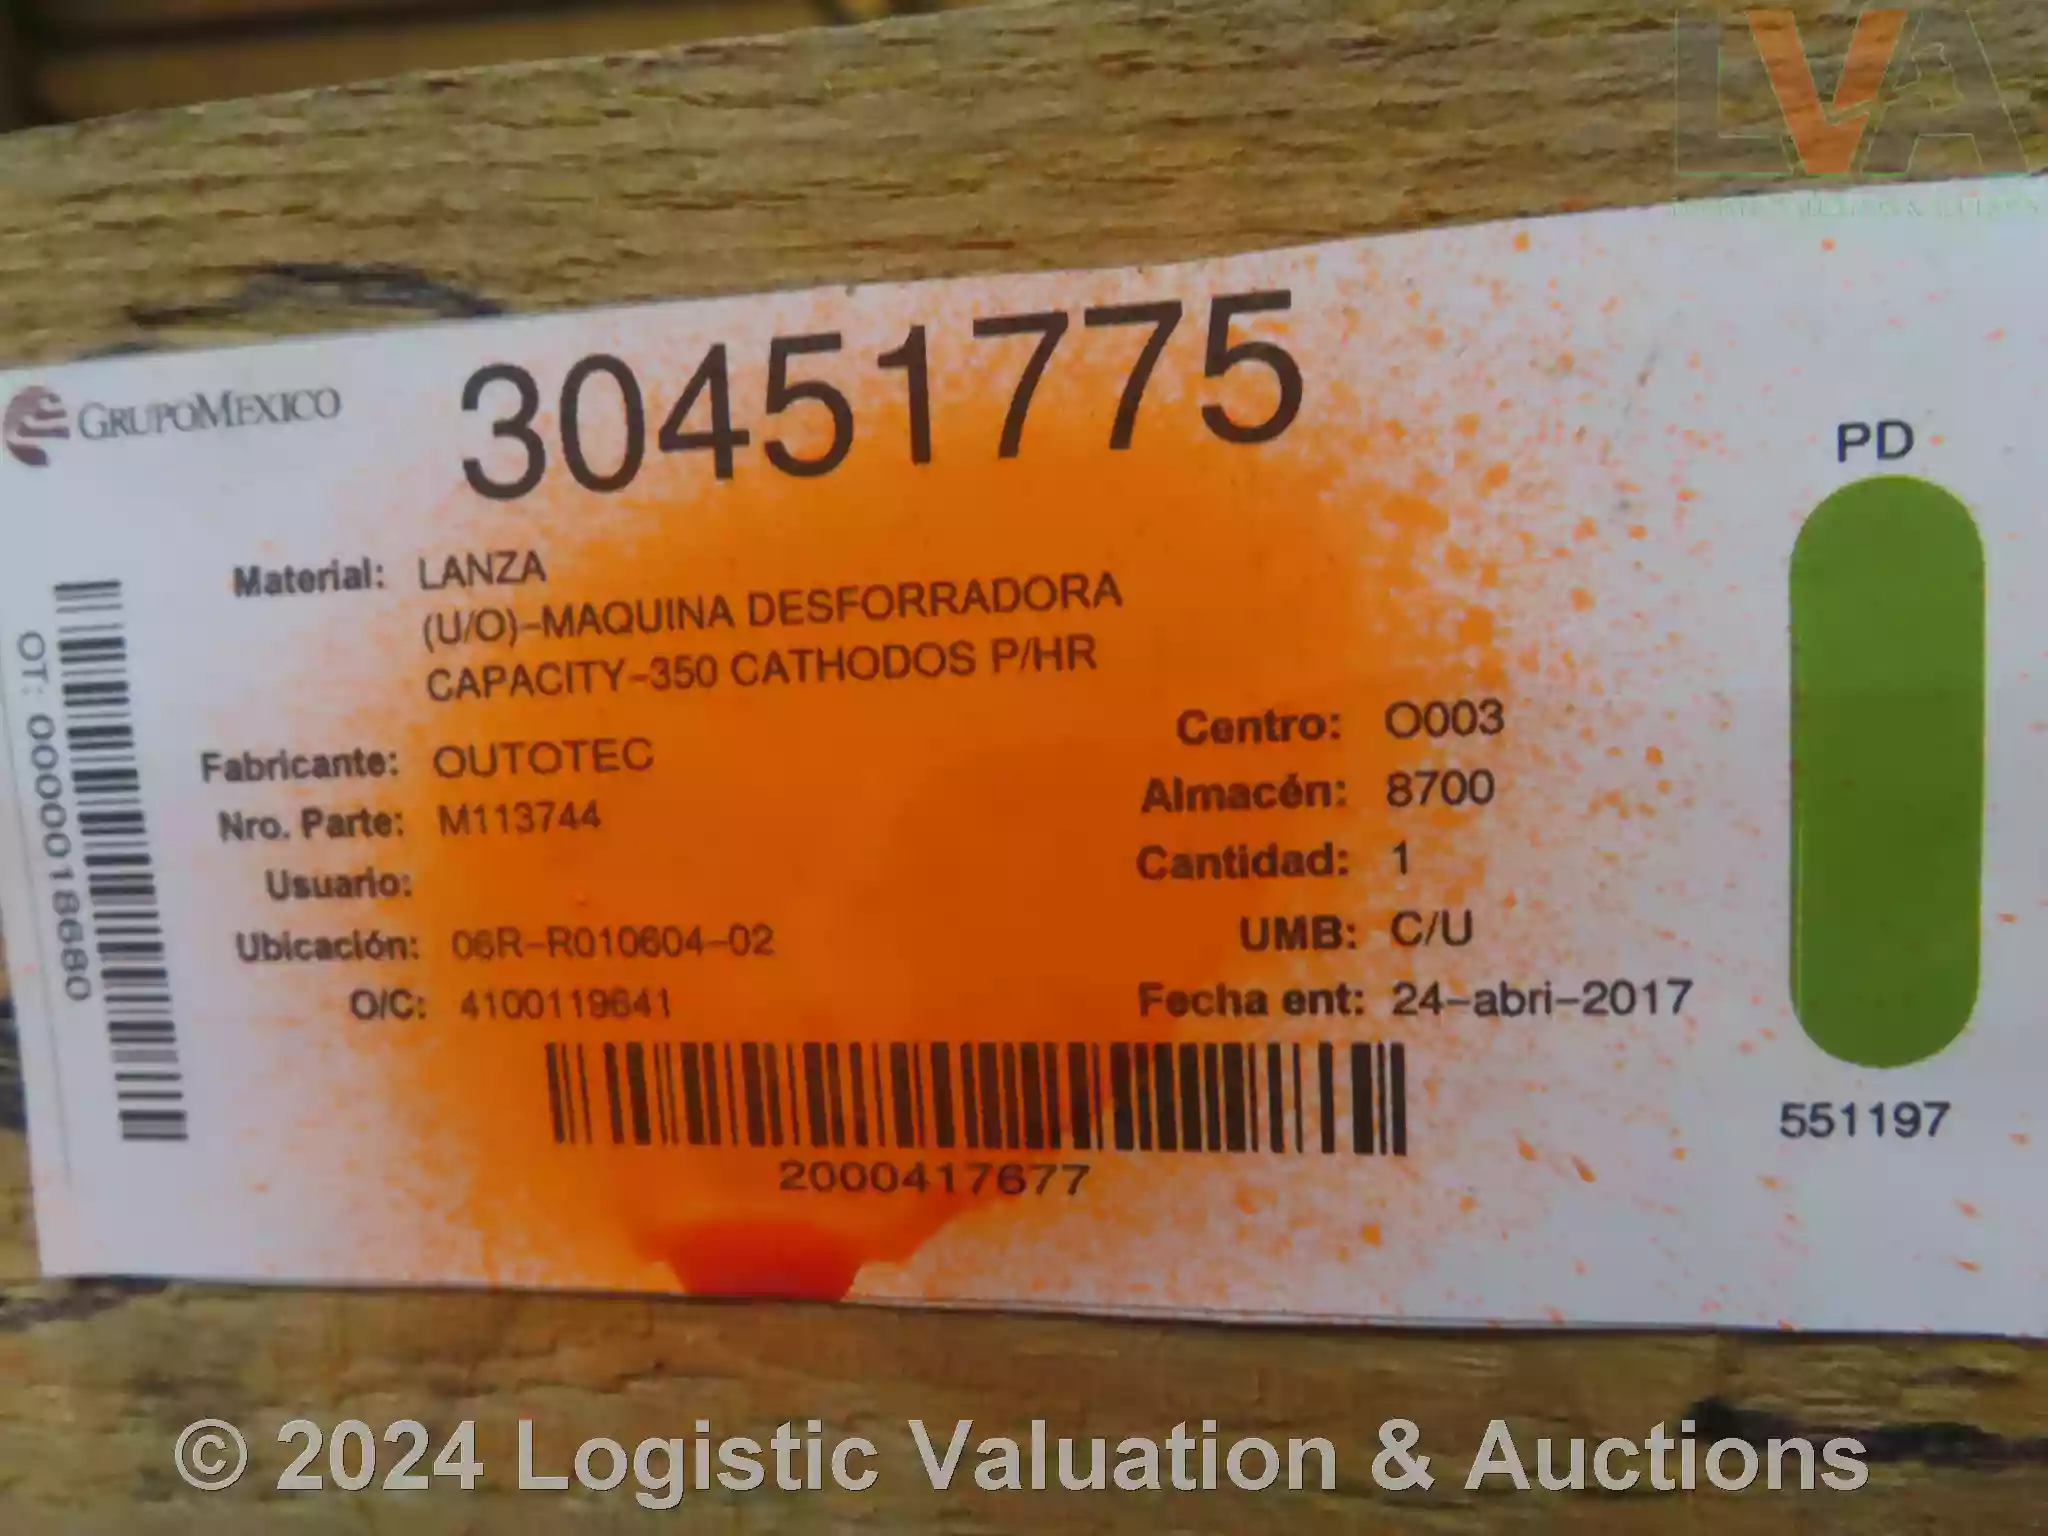 GRUPOMEXICO
30451775
Material: LANZA
(U/O)-MAQUINA DESFORRADORA
CAPACITY-350 CATHODOS P/HR
Fabricante: OUTOTEC
Nro. Parte: M113744
Usuario:
Ubicación: 06R-R010604-02
O/C: 4100119641
Centro: O003
Almacén: 8700
Cantidad: 1
UMB: C/U
Fecha ent: 24-abri-2017
2000417677
OT: 0000018680
PD
551197
LVA
© 2024 Logistic Valuation & Auctions